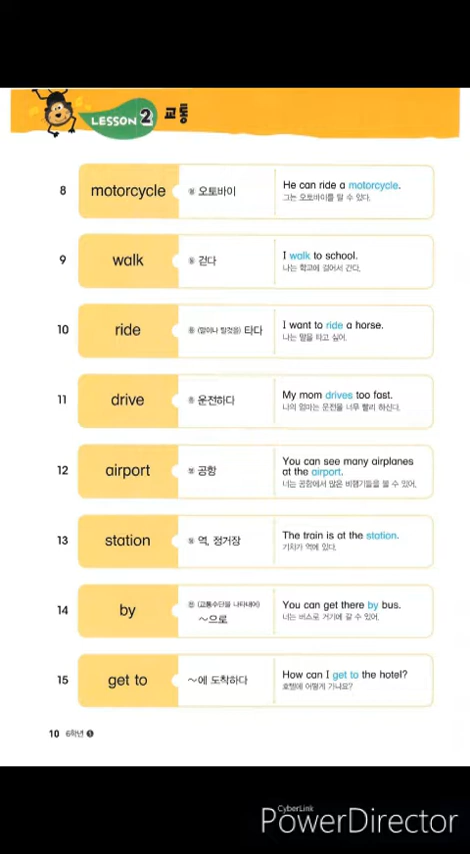 LESSON 2 교통
8 motorcycle 명 오토바이 He can ride a motorcycle.
그는 오토바이를 탈 수 있다.
9 walk 동 걷다 I walk to school.
나는 학교에 걸어서 간다.
10 ride 동 (말이나 탈것을) 타다 I want to ride a horse.
나는 말을 타고 싶어.
11 drive 동 운전하다 My mom drives too fast.
나의 엄마는 운전을 너무 빨리 하신다.
12 airport 명 공항 You can see many airplanes
at the airport.
너는 공항에서 많은 비행기들을 볼 수 있어.
13 station 명 역, 정거장 The train is at the station.
기차가 역에 있다.
14 by 전 (교통수단을 나타내어) You can get there by bus.
~으로 너는 버스로 거기에 갈 수 있어.
15 get to ~에 도착하다 How can I get to the hotel?
호텔에 어떻게 가나요?
10 6학년 1
CyberLink
PowerDirector